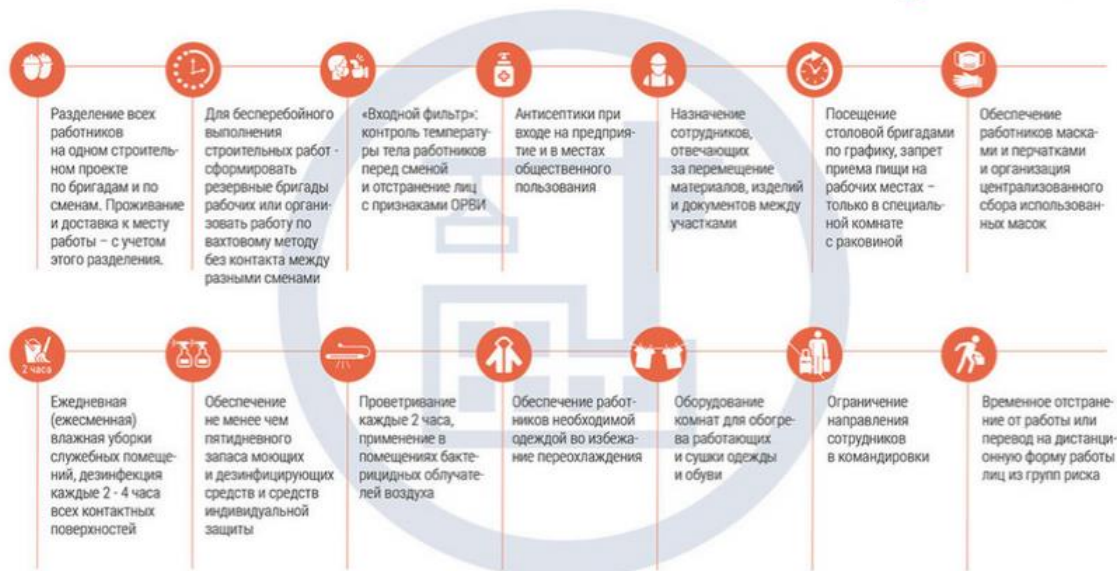 Разделение всех
работников
на одном строитель-
ном проекте
по бригадам и по
сменам. Проживание
и доставка к месту
работы – с учетом
этого разделения.
Для бесперебойного
выполнения
строительных работ -
сформировать
резервные бригады
рабочих или органи-
зовать работу по
вахтовому методу
без контакта между
разными сменами
«Входной фильтр»:
контроль температу-
ры тела работников
перед сменой
и отстранение лиц
с признаками ОРВИ
Антисептики при
входе на предприя-
тие и в местах
общественного
пользования
Назначение
сотрудников,
отвечающих
за перемещение
материалов, изделий
и документов между
участками
Посещение
столовой бригадами
по графику, запрет
приема пищи на
рабочих местах –
только в специаль-
ной комнате
с раковиной
Обеспечение
работников маска-
ми и перчатками
и организация
централизованного
сбора использован-
ных масок
2 часа
Ежедневная
(ежесменная)
влажная уборки
служебных помеще-
ний, дезинфекция
каждые 2 - 4 часа
всех контактных
поверхностей
Обеспечение
не менее чем
пятидневного
запаса моющих
и дезинфицирующих
средств и средств
индивидуальной
защиты
Проветривание
каждые 2 часа,
применение в
помещениях бакте-
рицидных облучате-
лей воздуха
Обеспечение работ-
ников необходимой
одеждой во избежа-
ние переохлаждения
Оборудование
комнат для обогре-
ва работающих
и сушки одежды
и обуви
Ограничение
направления
сотрудников
в командировки
Временное отстране-
ние от работы или
перевод на дистанци-
онную форму работы
лиц из групп риска